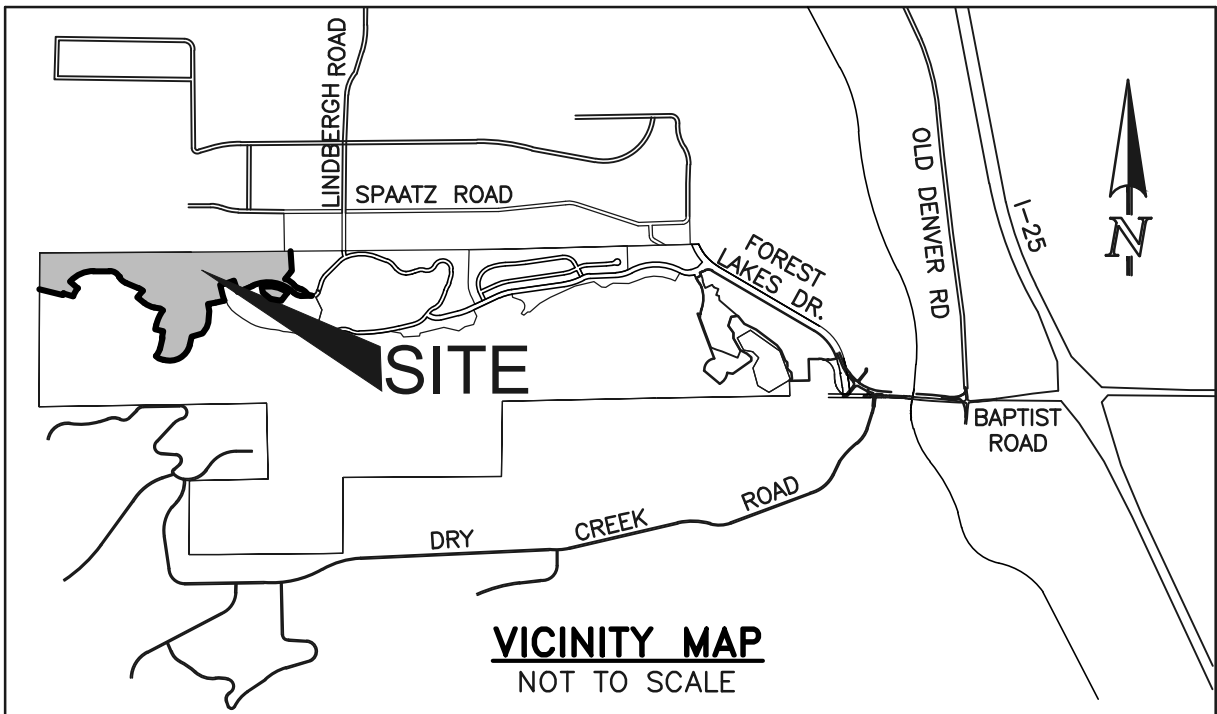 LINDBERGH ROAD
SPAATZ ROAD
OLD DENVER RD
I-25
N
FOREST
LAKES DR.
SITE
BAPTIST
ROAD
DRY CREEK ROAD
VICINITY MAP
NOT TO SCALE